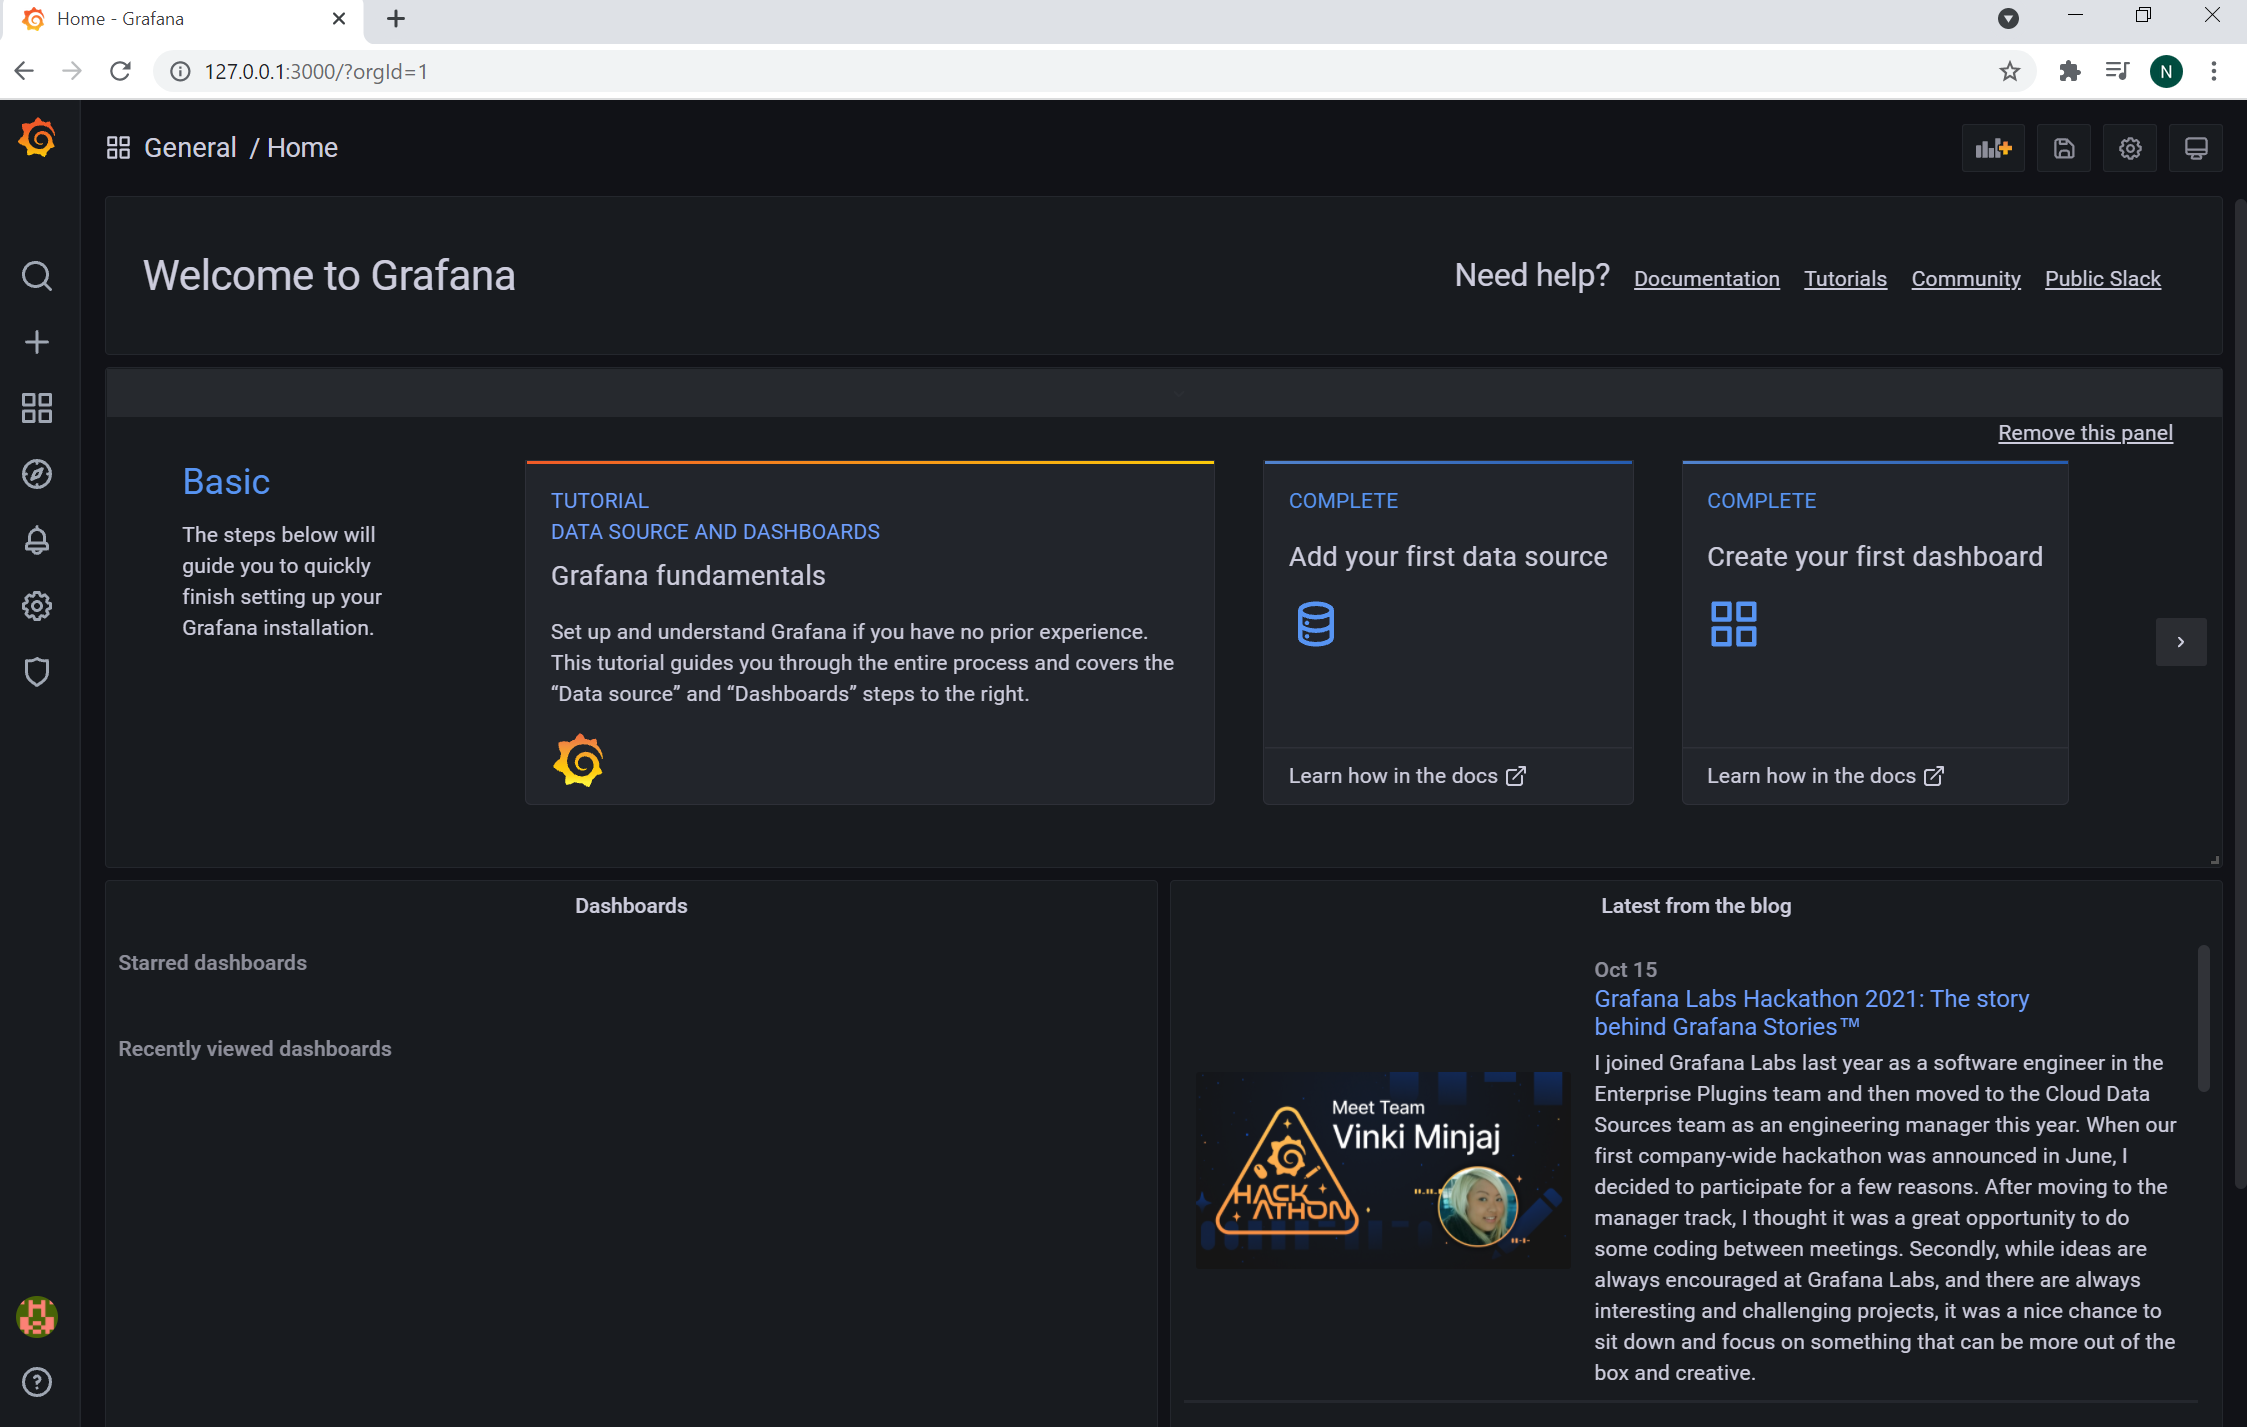 Home - Grafana
127.0.0.1:3000/?orgId=1
N
General / Home
Welcome to Grafana
Need help? Documentation Tutorials Community Public Slack
Remove this panel
Basic
The steps below will
guide you to quickly
finish setting up your
Grafana installation.
TUTORIAL
DATA SOURCE AND DASHBOARDS
Grafana fundamentals
Set up and understand Grafana if you have no prior experience.
This tutorial guides you through the entire process and covers the
“Data source” and “Dashboards” steps to the right.
COMPLETE
Add your first data source
Learn how in the docs
COMPLETE
Create your first dashboard
Learn how in the docs
Dashboards
Starred dashboards
Recently viewed dashboards
Latest from the blog
Meet Team
Vinki Minjaj
HACK
ATHON
Oct 15
Grafana Labs Hackathon 2021: The story
behind Grafana Stories™
I joined Grafana Labs last year as a software engineer in the
Enterprise Plugins team and then moved to the Cloud Data
Sources team as an engineering manager this year. When our
first company-wide hackathon was announced in June, I
decided to participate for a few reasons. After moving to the
manager track, I thought it was a great opportunity to do
some coding between meetings. Secondly, while ideas are
always encouraged at Grafana Labs, and there are always
interesting and challenging projects, it was a nice chance to
sit down and focus on something that can be more out of the
box and creative.